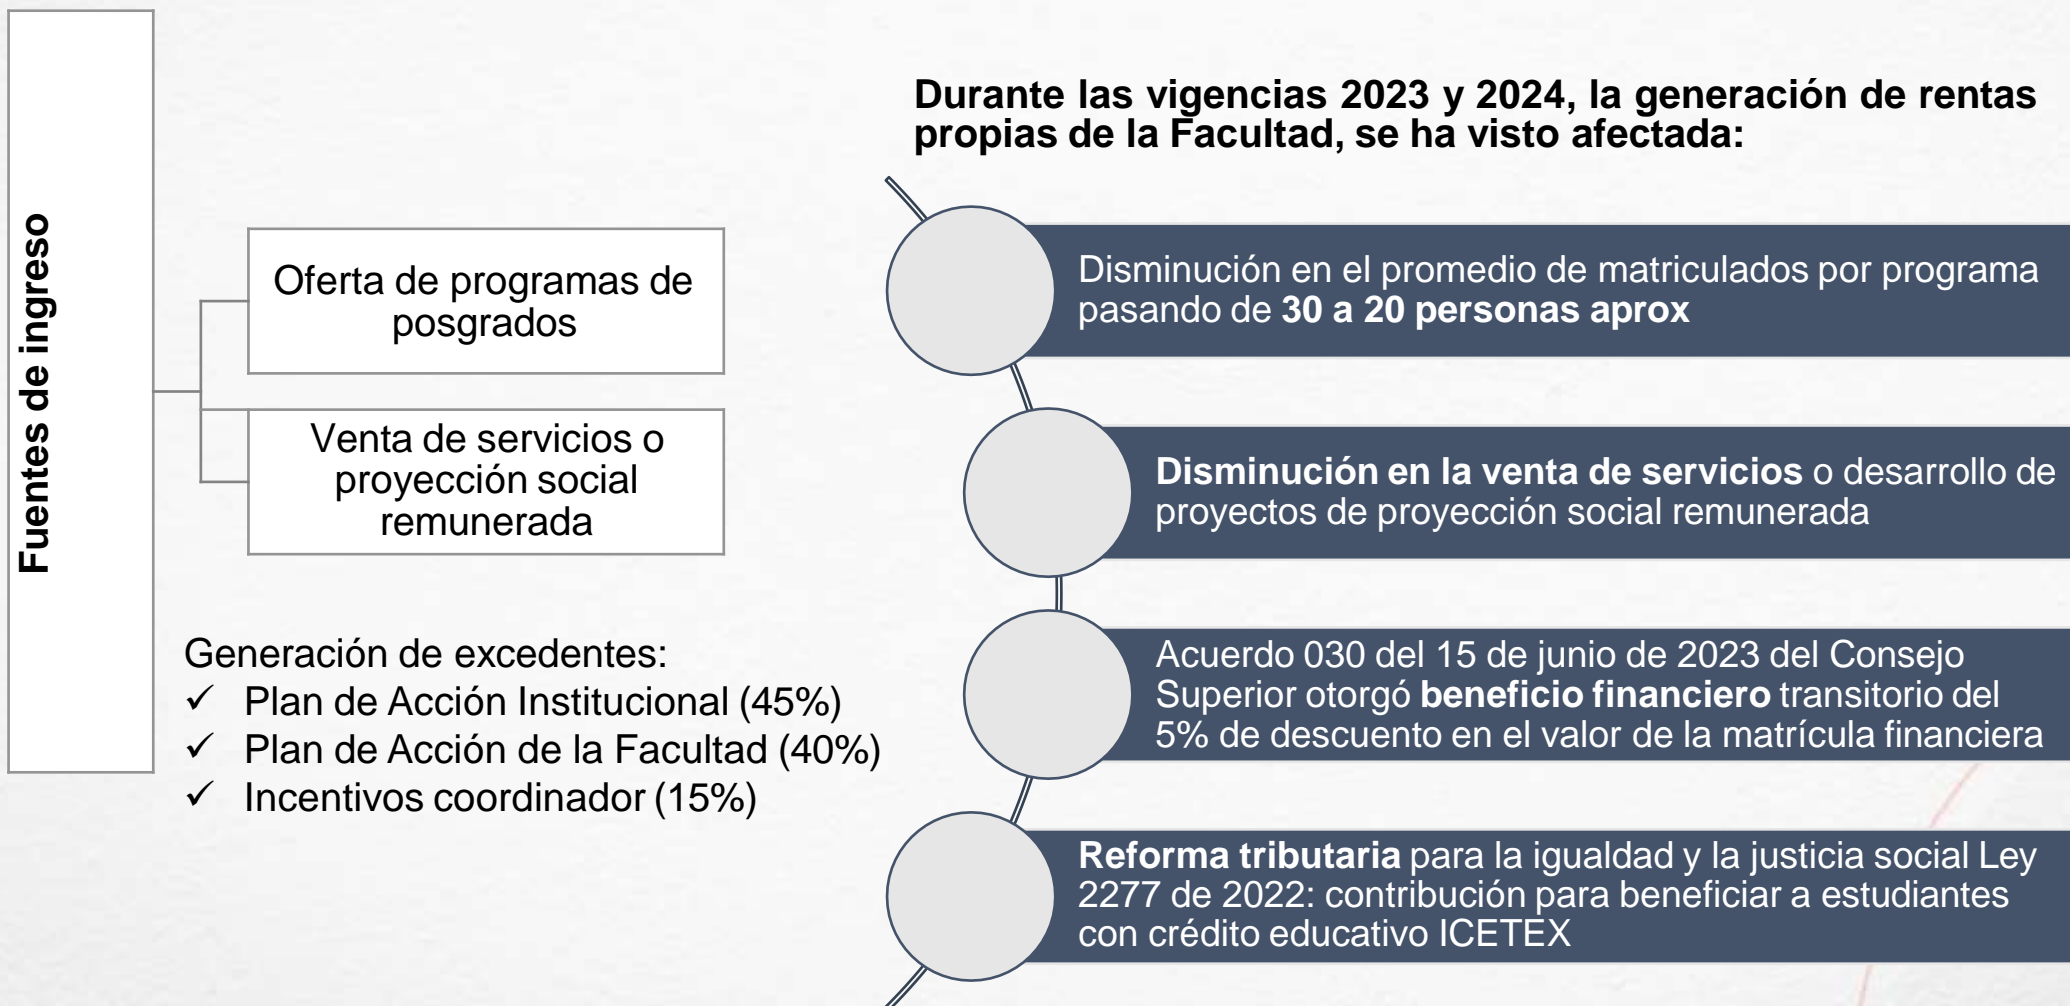 Fuentes de ingreso
Oferta de programas de
posgrados
Venta de servicios o
proyección social
remunerada
Generación de excedentes:
✓ Plan de Acción Institucional (45%)
✓ Plan de Acción de la Facultad (40%)
✓ Incentivos coordinador (15%)
Durante las vigencias 2023 y 2024, la generación de rentas
propias de la Facultad, se ha visto afectada:
Disminución en el promedio de matriculados por programa
pasando de 30 a 20 personas aprox
Disminución en la venta de servicios o desarrollo de
proyectos de proyección social remunerada
Acuerdo 030 del 15 de junio de 2023 del Consejo
Superior otorgó beneficio financiero transitorio del
5% de descuento en el valor de la matrícula financiera
Reforma tributaria para la igualdad y la justicia social Ley
2277 de 2022: contribución para beneficiar a estudiantes
con crédito educativo ICETEX